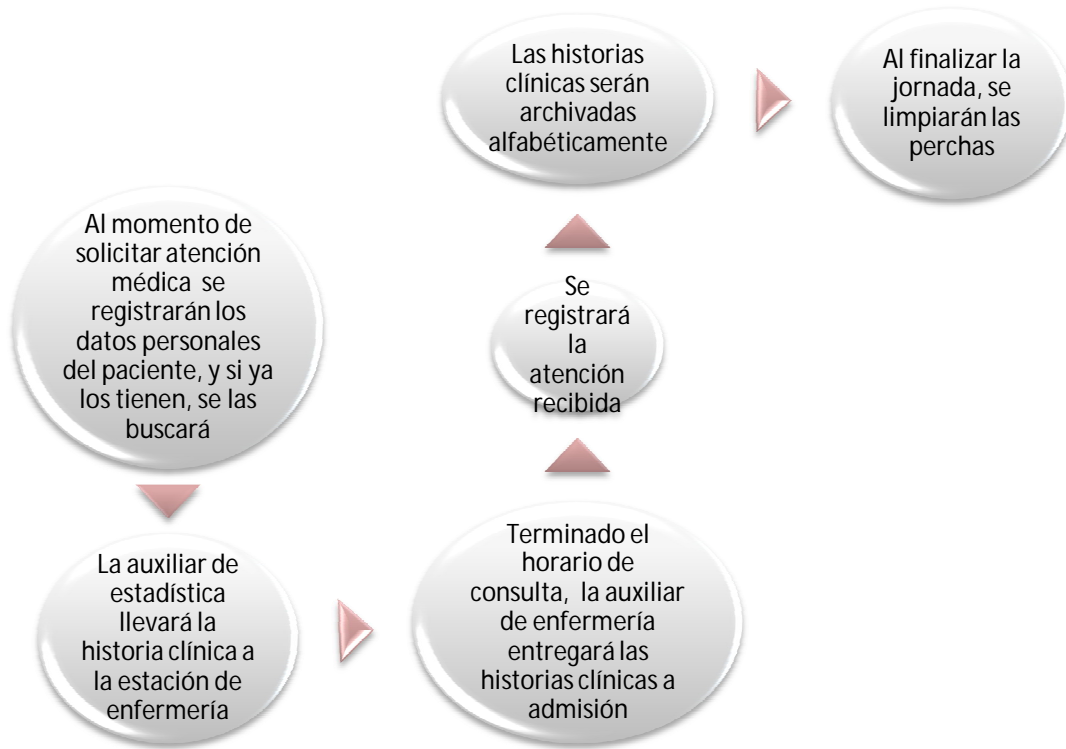 Al momento de
solicitar atención
médica se
registrarán los
datos personales
del paciente, y si ya
los tienen, se las
buscará
La auxiliar de
estadística
llevará la
historia clínica a
la estación de
enfermería
Terminado el
horario de
consulta, la auxiliar
de enfermería
entregará las
historias clínicas a
admisión
Se
registrará
la
atención
recibida
Las historias
clínicas serán
archivadas
alfabéticamente
Al finalizar la
jornada, se
limpiarán las
perchas